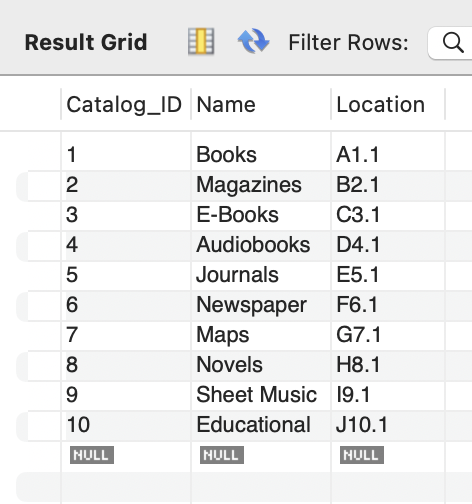 Result Grid Filter Rows:
Catalog_ID Name Location
1 Books A1.1
2 Magazines B2.1
3 E-Books C3.1
4 Audiobooks D4.1
5 Journals E5.1
6 Newspaper F6.1
7 Maps G7.1
8 Novels H8.1
9 Sheet Music I9.1
10 Educational J10.1
NULL NULL NULL